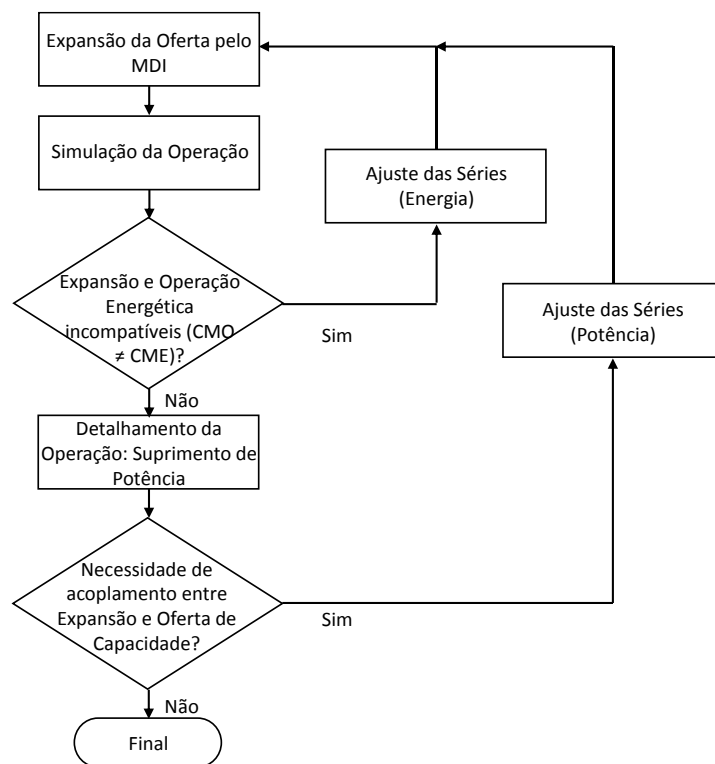 Expansão da Oferta pelo
MDI
Simulação da Operação
Ajuste das Séries
(Energia)
Expansão e Operação
Energética
incompatíveis (CMO
≠ CME)?
Sim
Ajuste das Séries
(Potência)
Não
Detalhamento da
Operação: Suprimento de
Potência
Necessidade de
acoplamento entre
Expansão e Oferta de
Capacidade?
Sim
Não
Final